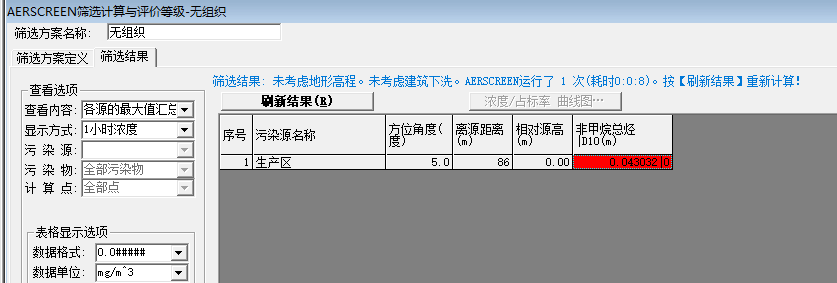 AERSCREEN筛选计算与评价等级-无组织
筛选方案名称: 无组织
筛选方案定义 筛选结果
筛选结果: 未考虑地形高程。未考虑建筑下洗。AERSCREEN运行了 1 次(耗时0:0:8)。按【刷新结果】重新计算!
查看选项
查看内容: 各源的最大值汇总
显示方式: 1小时浓度
污 染 源:
污 染 物: 全部污染物
计 算 点: 全部点
表格显示选项
数据格式: 0.0#####
数据单位: mg/m^3
刷新结果(R) 浓度/占标率 曲线图…
序号 污染源名称 方位角度(度) 离源距离(m) 相对源高(m) 非甲烷总烃|D10(m)
1 生产区 5.0 86 0.00 0.043032|0